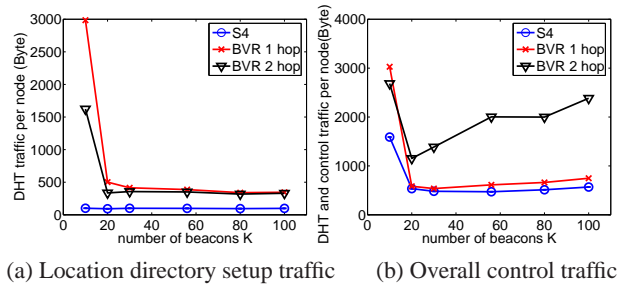 DHT traffic per node (Byte)
3000
2500
2000
1500
1000
500
0
0 20 40 60 80 100
number of beacons K
S4
BVR 1 hop
BVR 2 hop
(a) Location directory setup traffic
DHT and control traffic per node(Byte)
4000
3000
2000
1000
0
0 20 40 60 80 100
number of beacons K
S4
BVR 1 hop
BVR 2 hop
(b) Overall control traffic